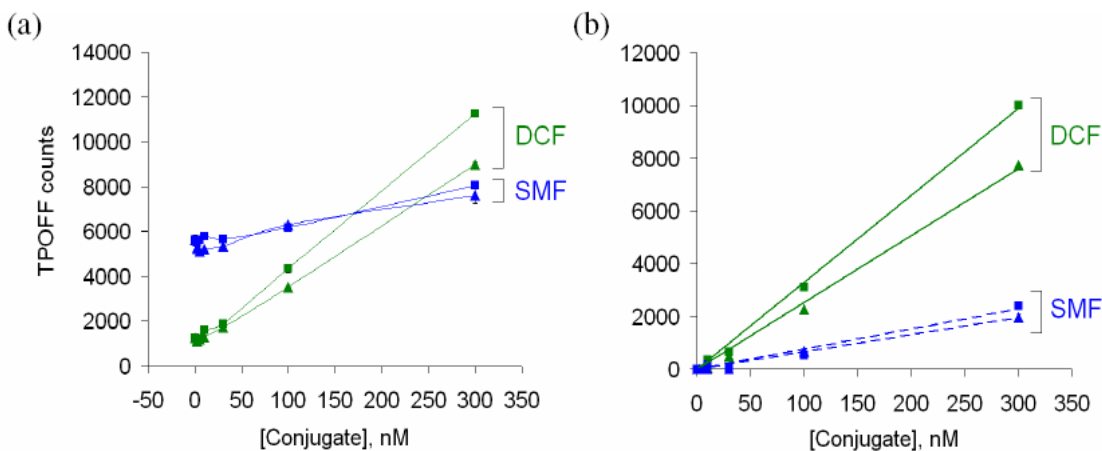 (a)
TPOFF counts
14000
12000
10000
8000
6000
4000
2000
0
-50 0 50 100 150 200 250 300 350
[Conjugate], nM
DCF
SMF
(b)
12000
10000
8000
6000
4000
2000
0
0 50 100 150 200 250 300 350
[Conjugate], nM
DCF
SMF